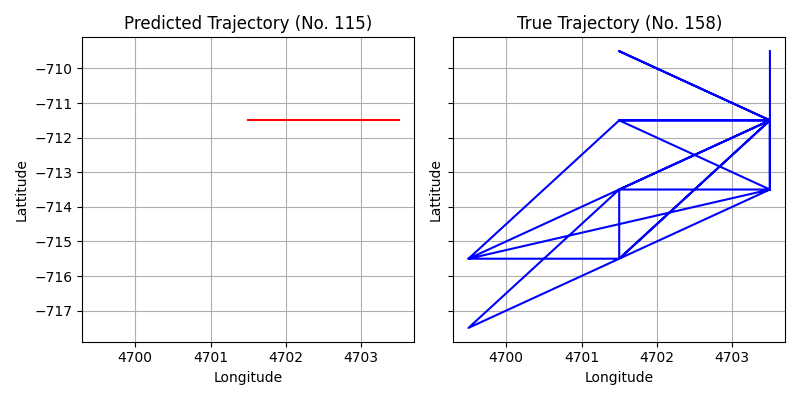 Predicted Trajectory (No. 115)
−710
−711
−712
−713
−714
−715
−716
−717
Lattitude
4700 4701 4702 4703
Longitude
True Trajectory (No. 158)
Lattitude
4700 4701 4702 4703
Longitude